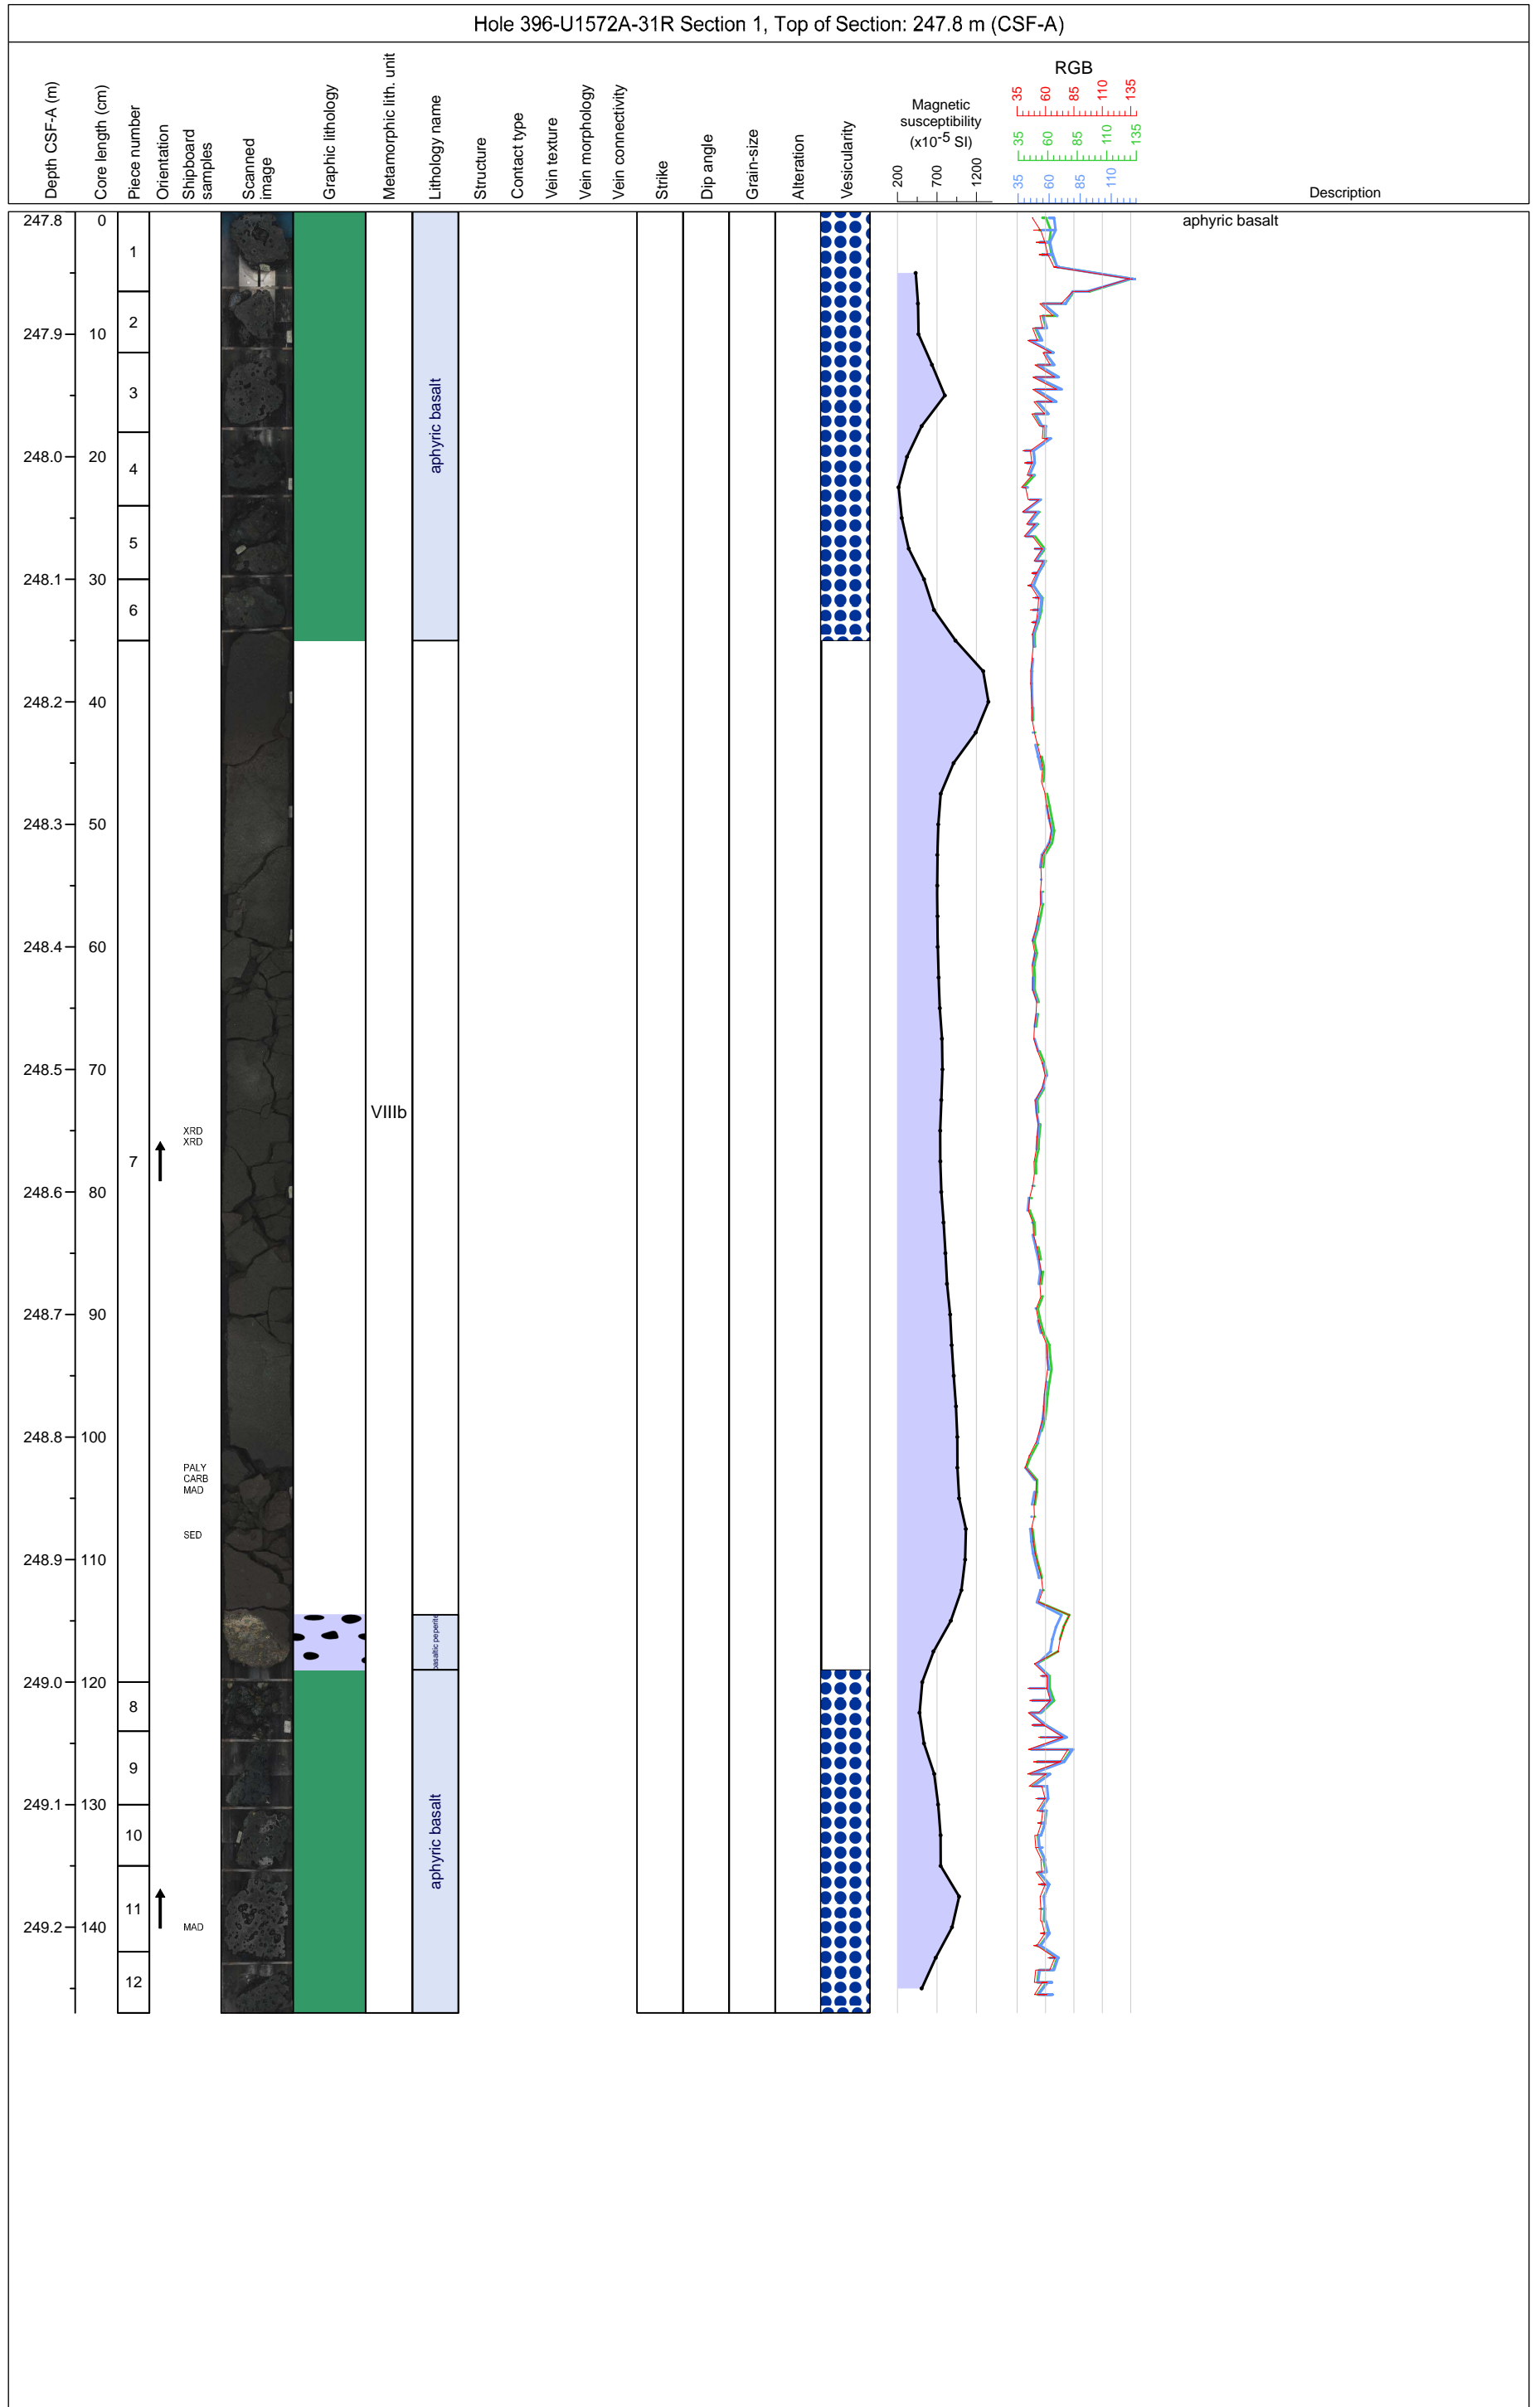 Hole 396-U1572A-31R Section 1, Top of Section: 247.8 m (CSF-A)
Depth CSF-A (m)
Core length (cm)
Piece number
Orientation
Shipboard
samples
Scanned
image
Graphic lithology
Metamorphic lith. unit
Lithology name
Structure
Contact type
Vein texture
Vein morphology
Vein connectivity
Strike
Dip angle
Grain-size
Alteration
Vesicularity
Magnetic
susceptibility
(x10-5 SI)
200 700 1200
RGB
35 60 85 110 135
35 60 85 110 135
35 60 85 110
Description
247.8 0
aphyric basalt
1
2
247.9 10
3
aphyric basalt
248.0 20
4
5
248.1 30
6
248.2 40
248.3 50
248.4 60
248.5 70
VIIIb
XRD
XRD
7
248.6 80
248.7 90
248.8 100
PALY
CARB
MAD
SED
248.9 110
basaltic peperite
249.0 120
8
9
249.1 130
10
aphyric basalt
11
249.2 140
MAD
12